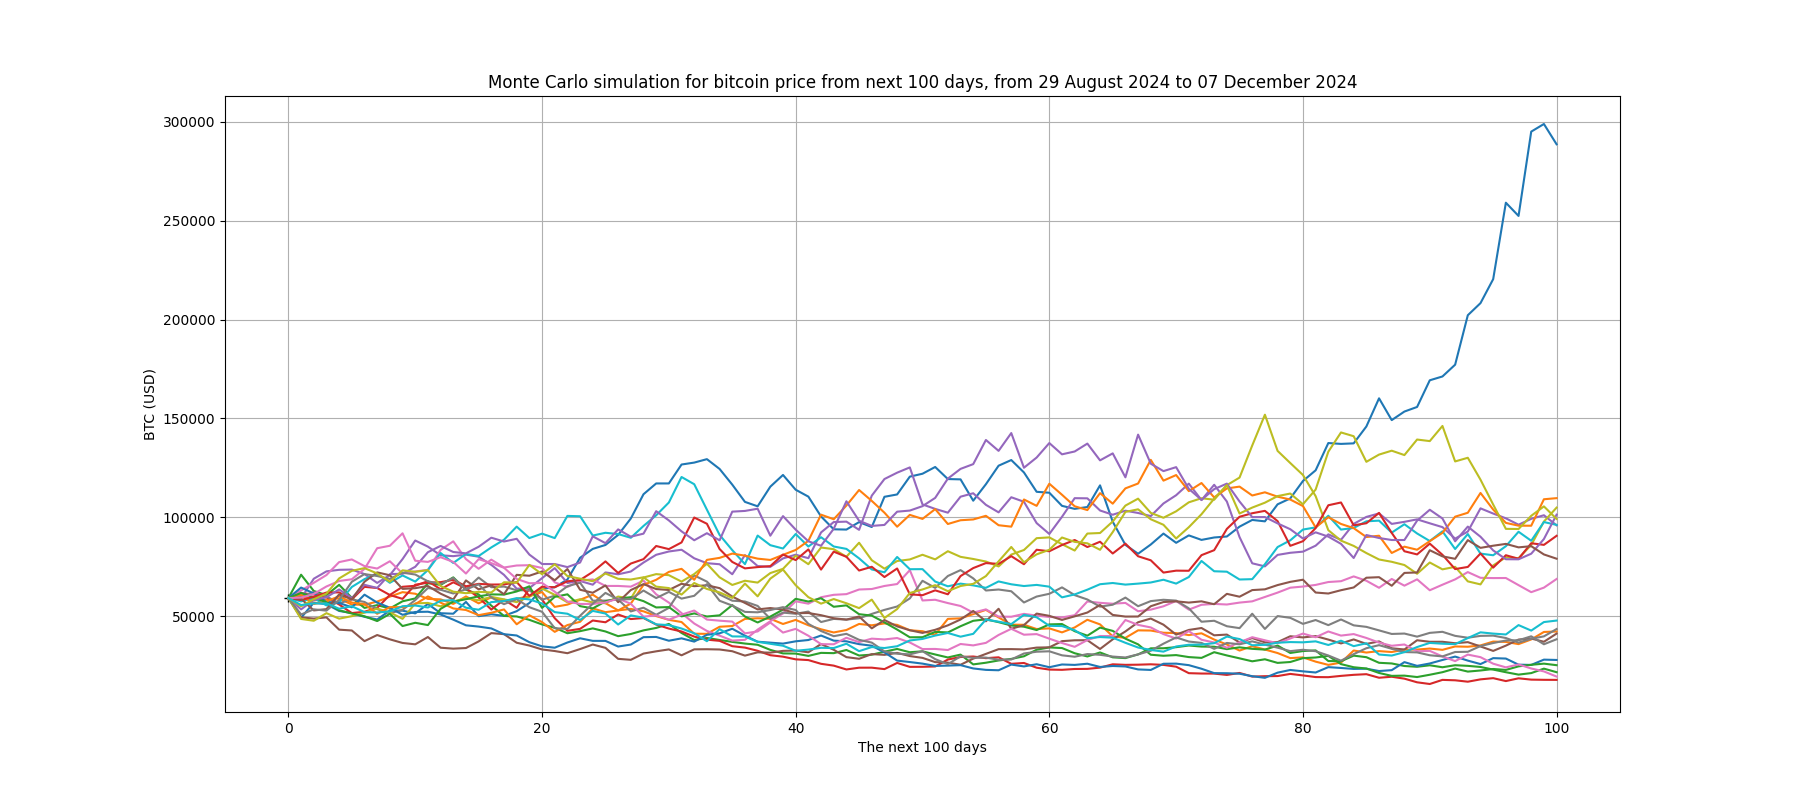 Monte Carlo simulation for bitcoin price from next 100 days, from 29 August 2024 to 07 December 2024
300000
250000
200000
150000
100000
50000
BTC (USD)
0 20 40 60 80 100
The next 100 days